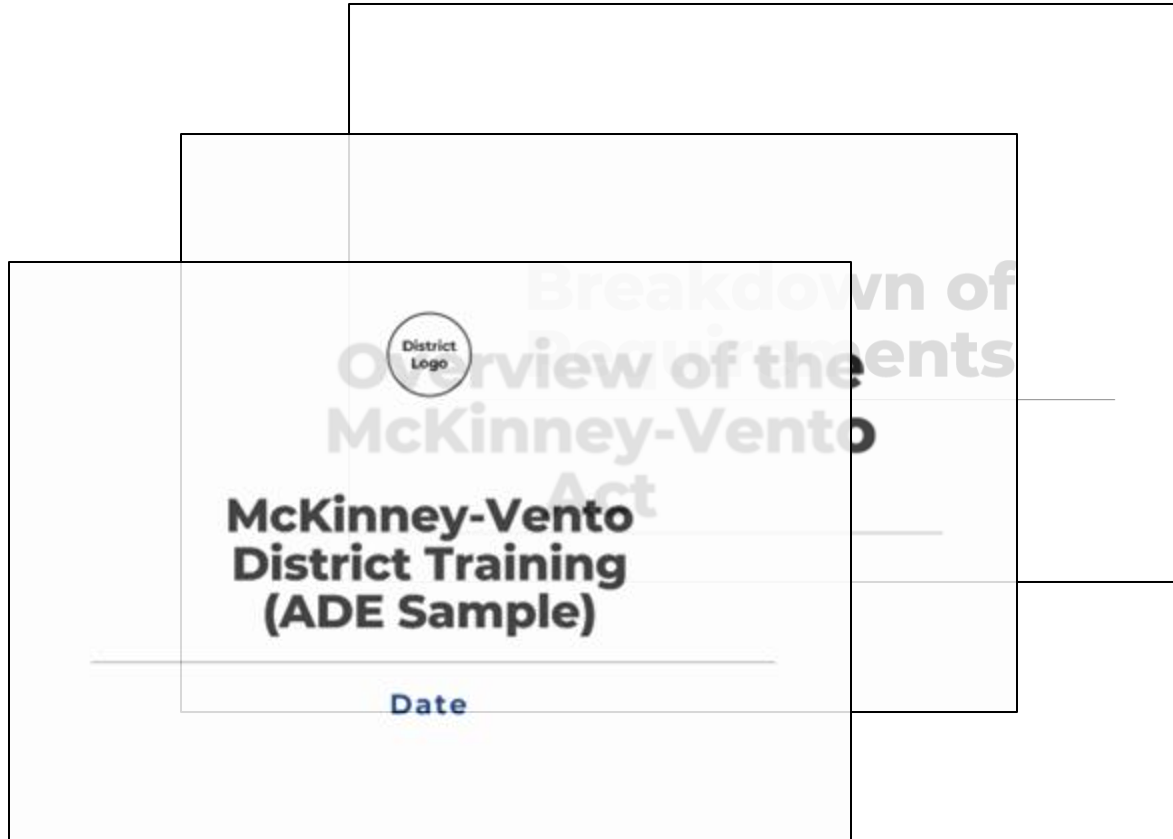 Breakdown of
Requirements
Overview of the
McKinney-Vento
Act
District
Logo
McKinney-Vento
District Training
(ADE Sample)
Date